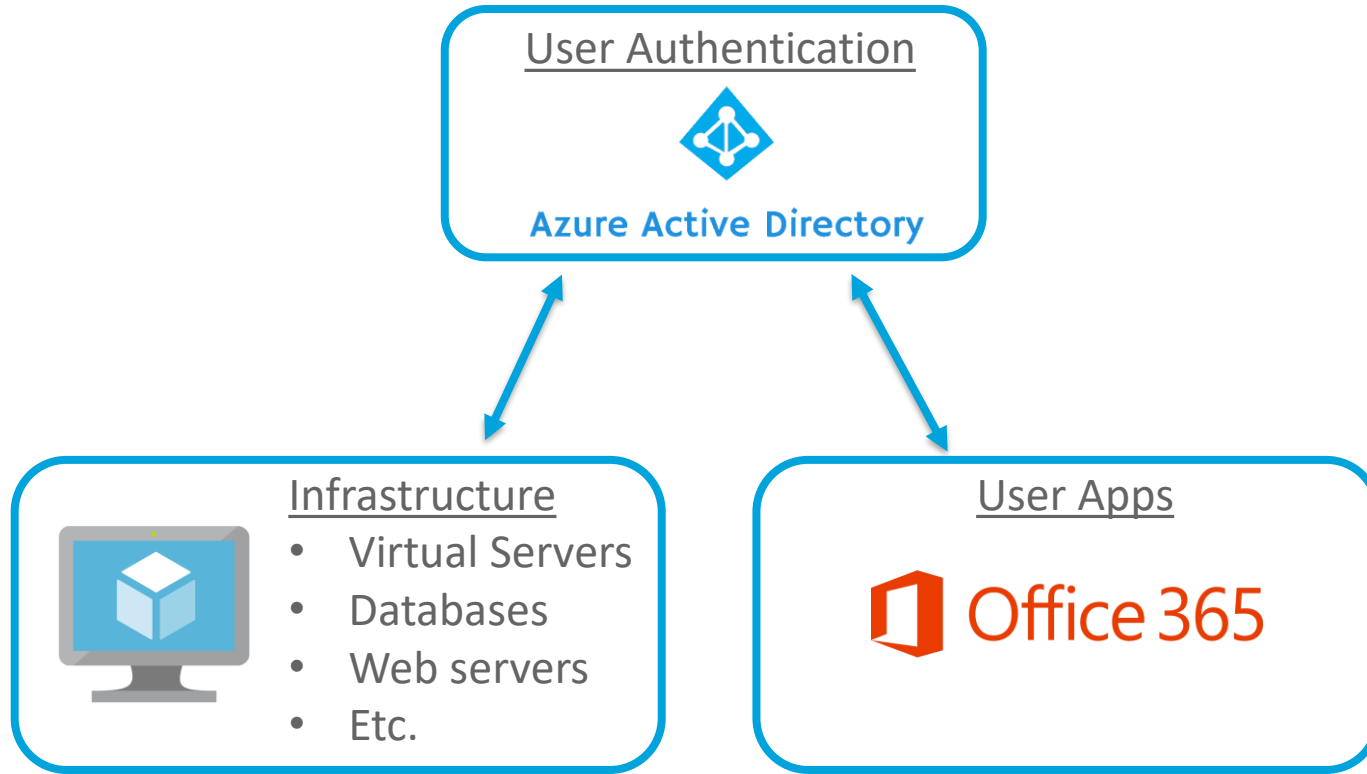 User Authentication
Azure Active Directory
Infrastructure
• Virtual Servers
• Databases
• Web servers
• Etc.
User Apps
Office 365